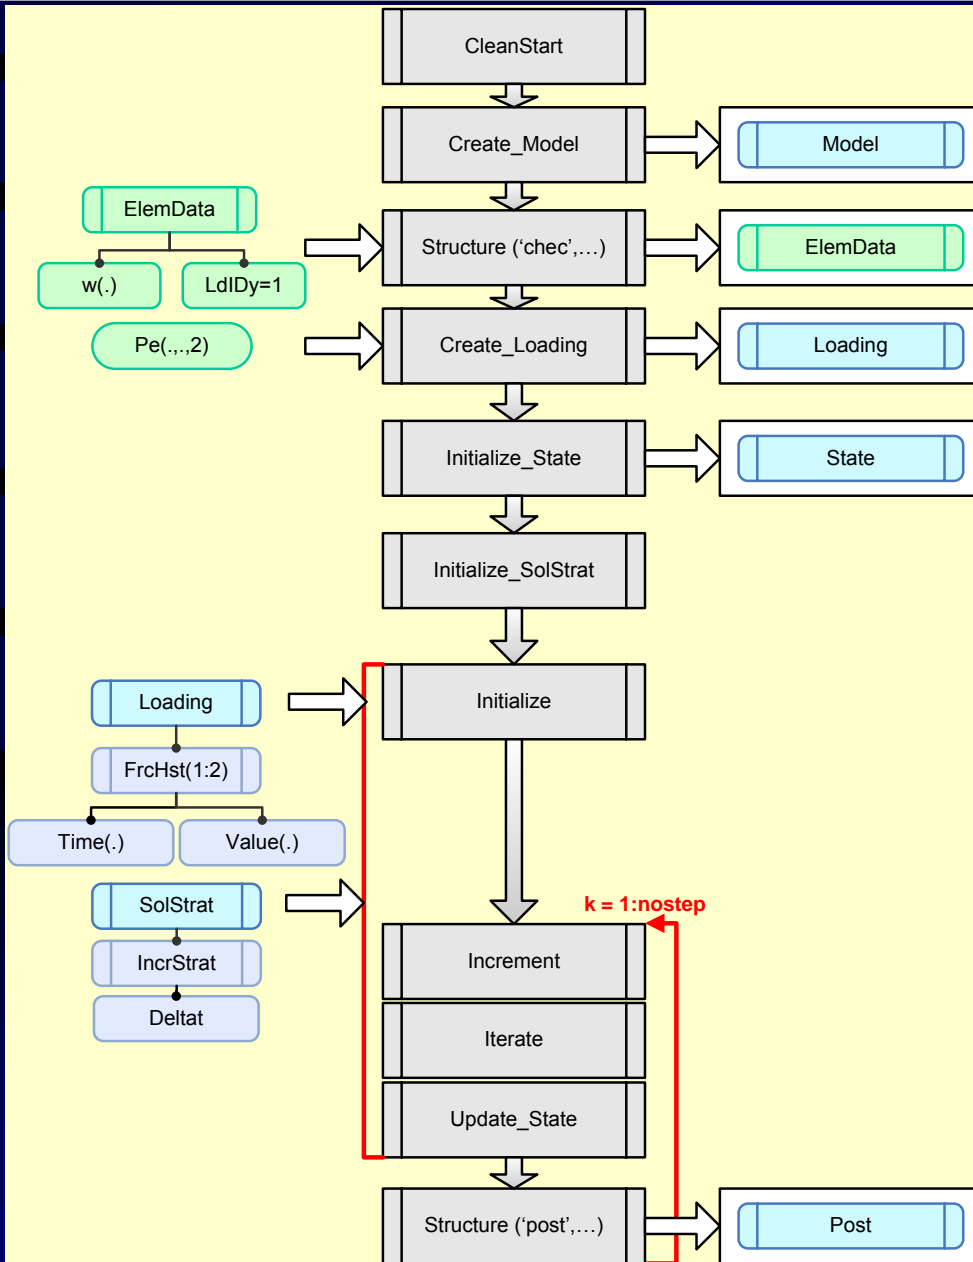 CleanStart
Create_Model
Model
ElemData
w(.)
LdIDy=1
Structure (‘chec’,…)
ElemData
Pe(.,.,2)
Create_Loading
Loading
Initialize_State
State
Initialize_SolStrat
Loading
FrcHst(1:2)
Time(.)
Value(.)
Initialize
SolStrat
IncrStrat
Deltat
k = 1:nostep
Increment
Iterate
Update_State
Structure (‘post’,…)
Post